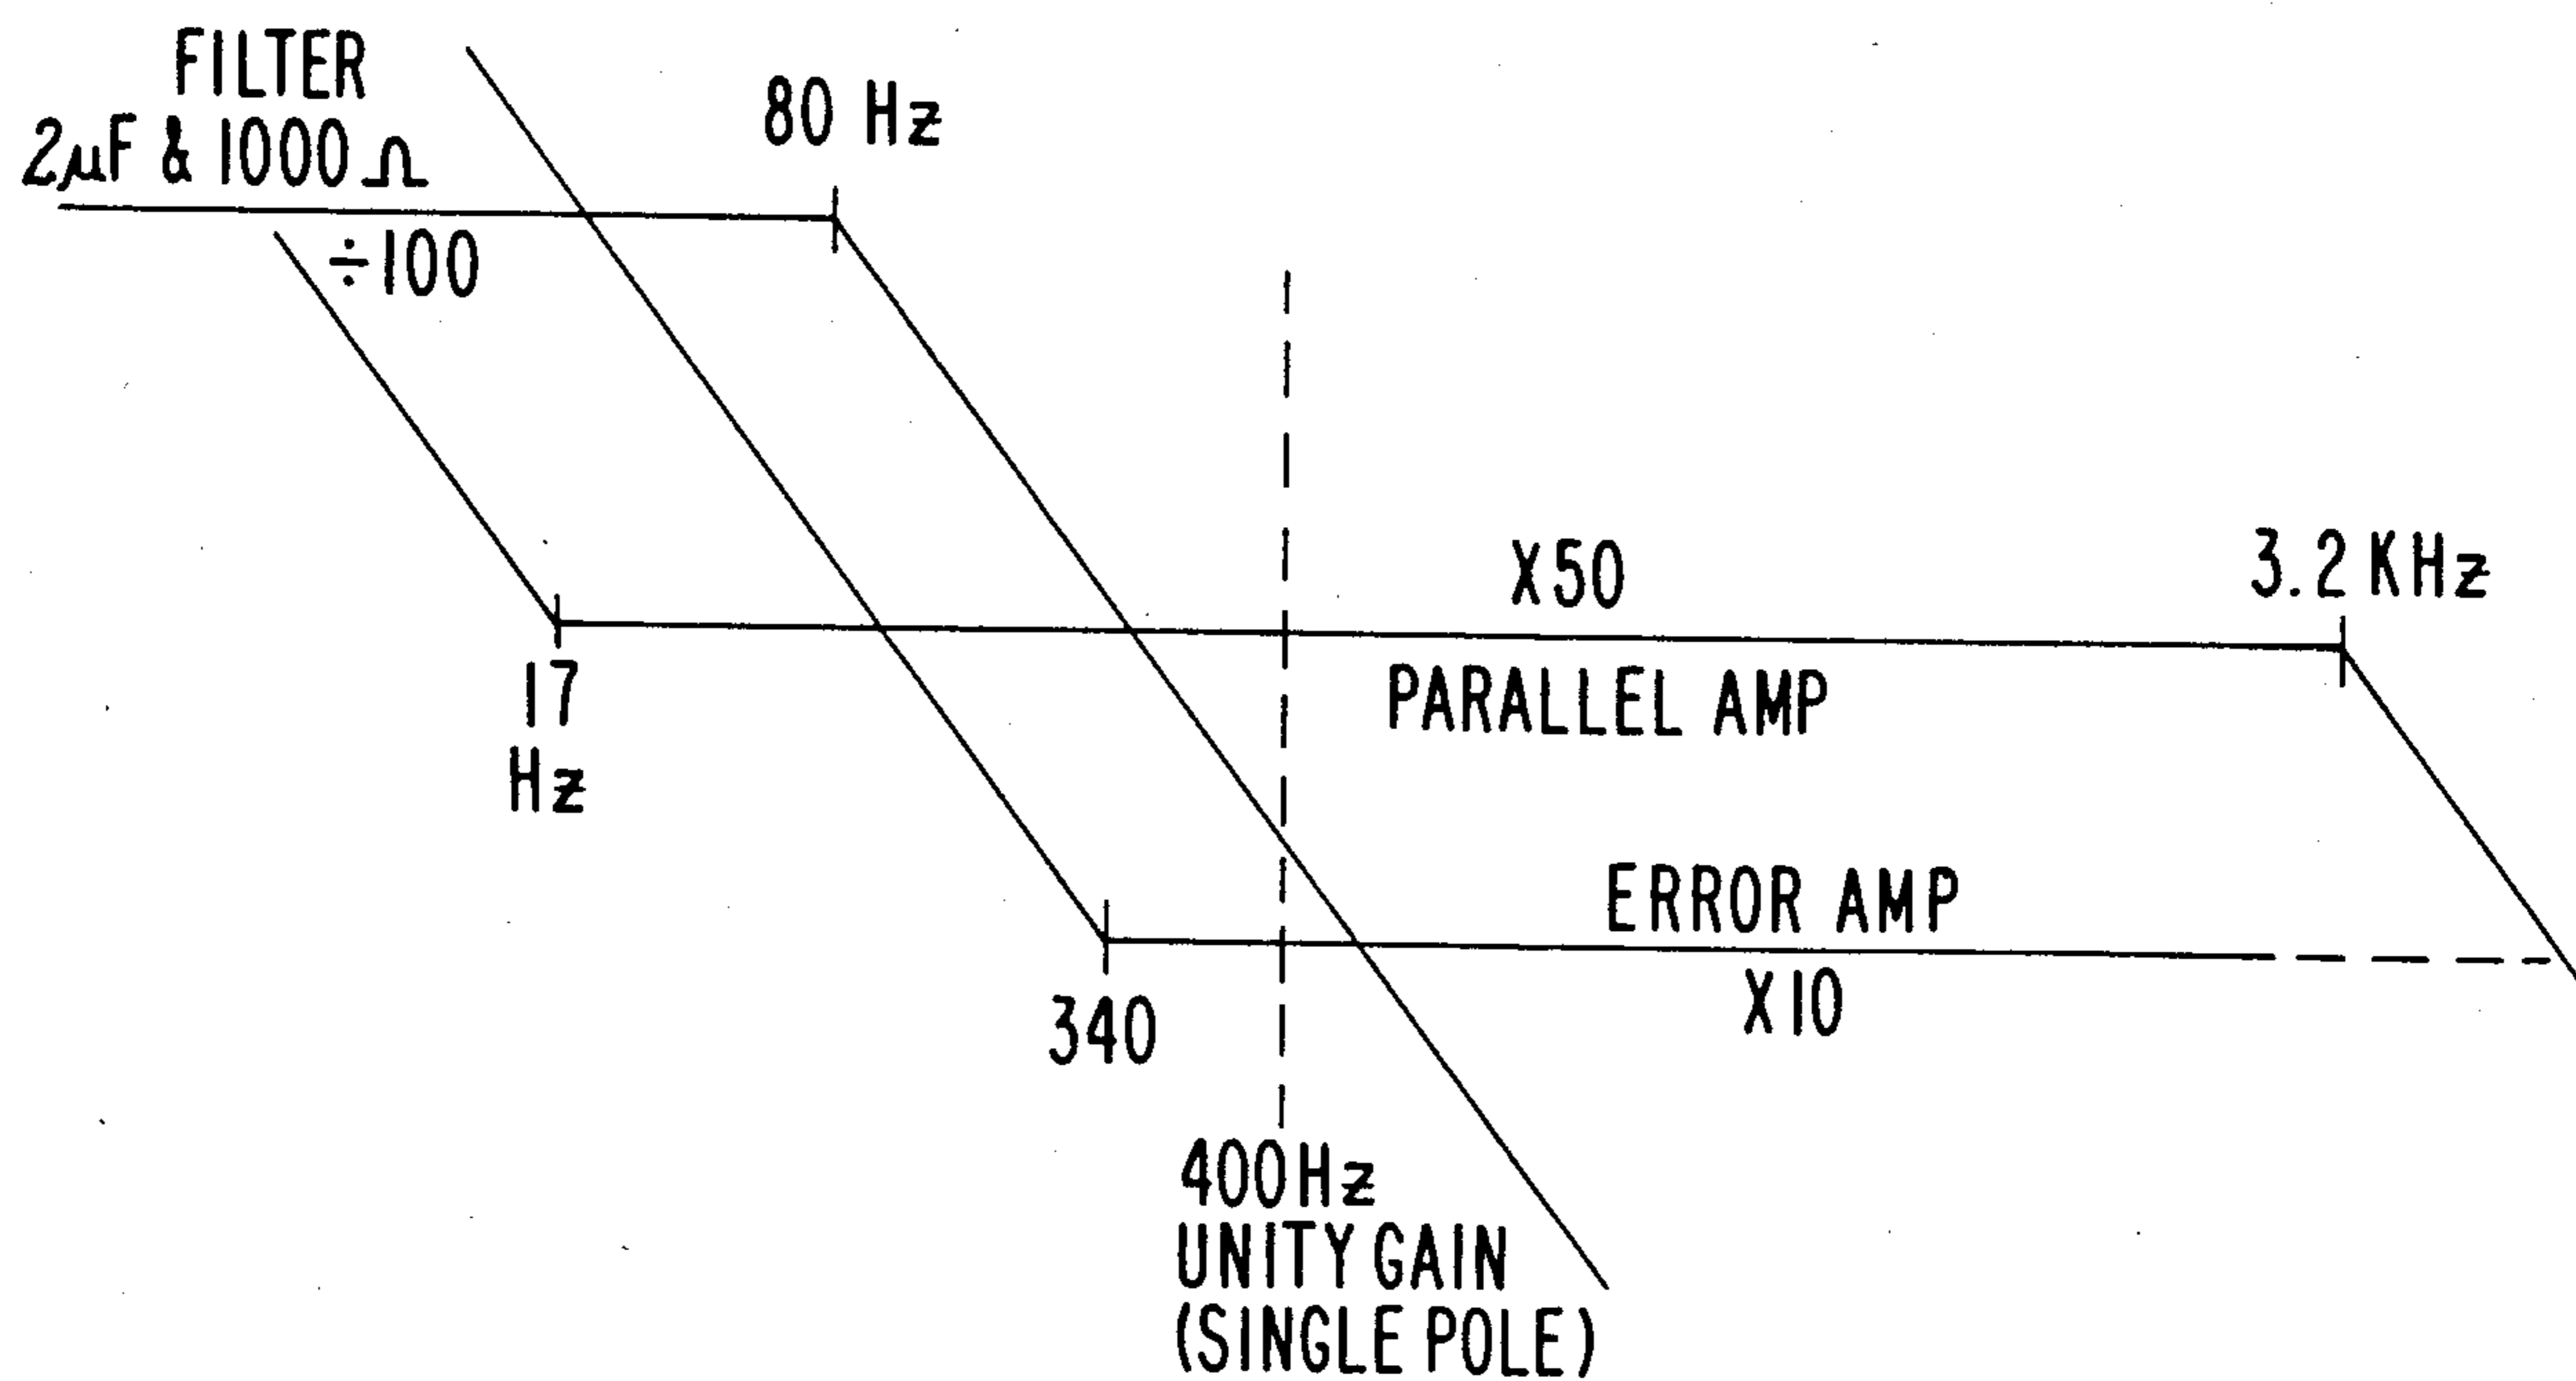 FILTER
2μF & 1000 Ω
÷100
80 Hz
17
Hz
X50
PARALLEL AMP
3.2 KHz
340
ERROR AMP
X10
400Hz
UNITY GAIN
(SINGLE POLE)